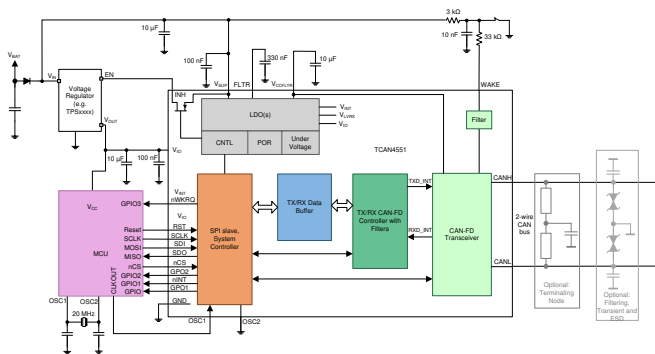 3 kΩ
10 µF
10 nF
33 kΩ
100 nF
330 nF
10 µF
VBAT
VIN
EN
VSUP
FLTR
VCCFLTR
WAKE
Voltage
Regulator
(e.g.
TPSxxxx)
INH
VOUT
LDO(s)
VINT
VLVRX
VIO
Filter
CNTL
POR
Under
Voltage
TCAN4551
10 µF
100 nF
VIO
CANH
TXD_INT
VCC
GPIO3
VINT
nWKRQ
VIO
SPI slave,
System
Controller
TX/RX Data
Buffer
TX/RX CAN-FD
Controller with
Filters
RXD_INT
CAN-FD
Transceiver
2-wire
CAN
bus
MCU
Reset
RST
SCLK
SCLK
MOSI
SDI
MISO
SDO
nCS
nCS
GPIO2
GPO2
GPIO1
nINT
GPIO
GPO1
CLKOUT
GND
CANL
OSC1
OSC2
20 MHz
OSC1
OSC2
Optional:
Terminating
Node
Optional:
Filtering,
Transient and
ESD